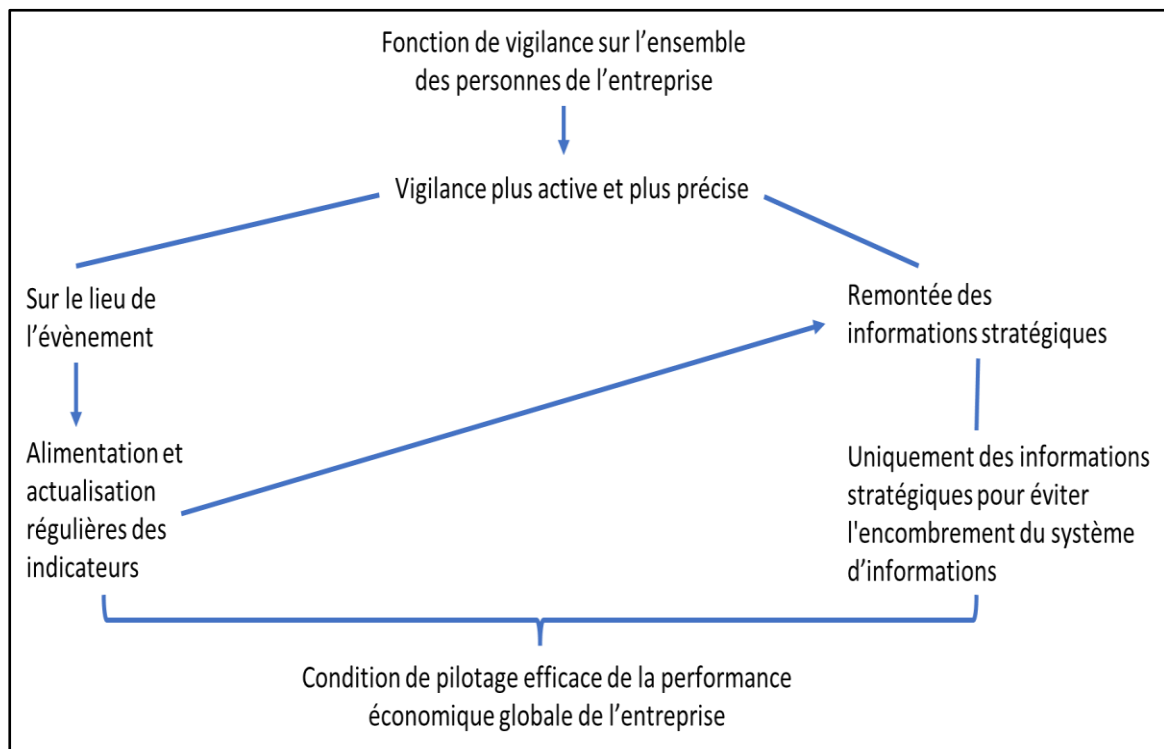 Fonction de vigilance sur l’ensemble
des personnes de l’entreprise
Vigilance plus active et plus précise
Sur le lieu de
l’évènement
Remontée des
informations stratégiques
Alimentation et
actualisation
régulières des
indicateurs
Uniquement des informations
stratégiques pour éviter
l'encombrement du système
d’informations
Condition de pilotage efficace de la performance
économique globale de l’entreprise